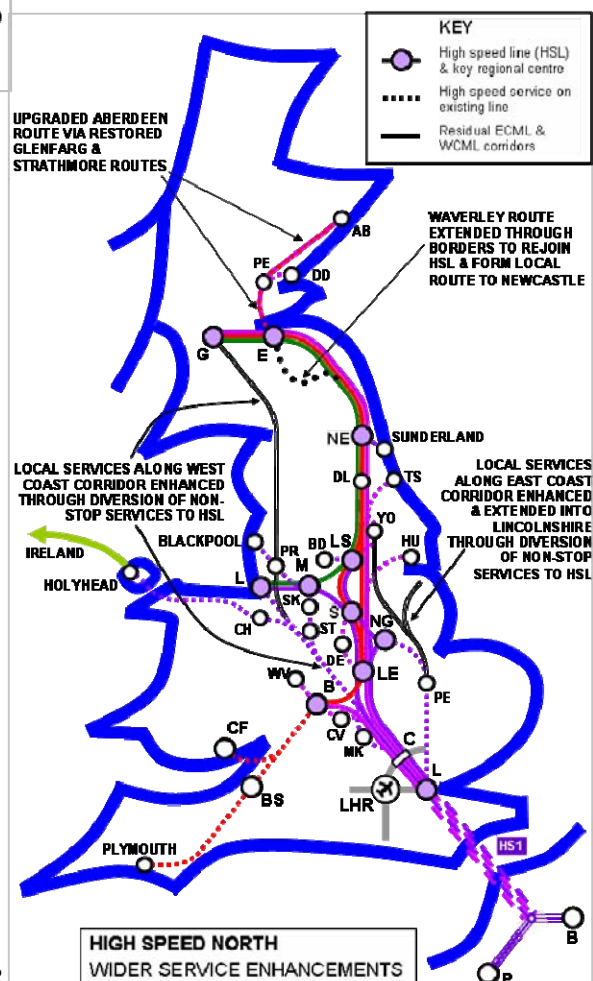 KEY
High speed line (HSL)
& key regional centre
High speed service on
existing line
Residual ECML &
WCML corridors
UPGRADED ABERDEEN
ROUTE VIA RESTORED
GLENFARG &
STRATHMORE ROUTES
WAVERLEY ROUTE
EXTENDED THROUGH
BORDERS TO REJOIN
HSL & FORM LOCAL
ROUTE TO NEWCASTLE
AB
PE
DD
G
E
NE
SUNDERLAND
LOCAL SERVICES ALONG WEST
COAST CORRIDOR ENHANCED
THROUGH DIVERSION OF NON-
STOP SERVICES TO HSL
LOCAL SERVICES
ALONG EAST COAST
CORRIDOR ENHANCED
& EXTENDED INTO
LINCOLNSHIRE
THROUGH DIVERSION
OF NON-STOP
SERVICES TO HSL
DL
TS
YO
BLACKPOOL
IRELAND
HOLYHEAD
PR
BD
LS
HU
L
M
SK
S
CH
ST
NG
DE
WV
LE
B
PE
CV
MK
C
CF
BS
LHR
L
PLYMOUTH
HS1
B
P
HIGH SPEED NORTH
WIDER SERVICE ENHANCEMENTS